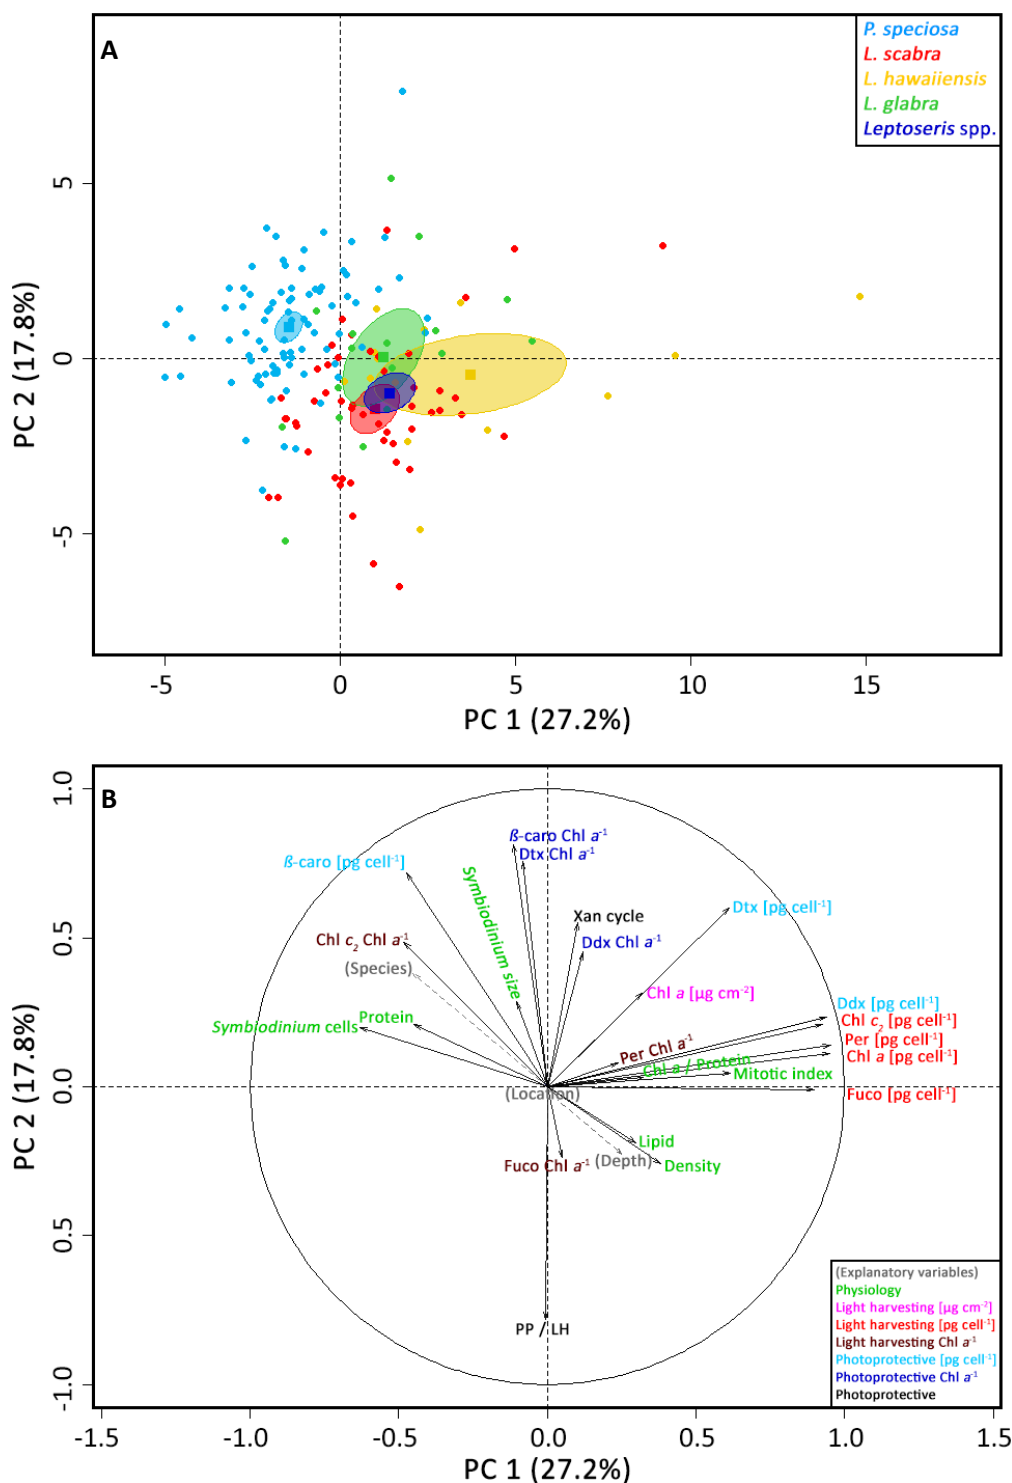 A
P. speciosa
L. scabra
L. hawaiiensis
L. glabra
Leptoseris spp.
5
0
-5
PC 2 (17.8%)
-5 0 5 10 15
PC 1 (27.2%)
B
1.0
0.5
0.0
0.5
-1.0
PC 2 (17.8%)
ß-caro Chl a⁻¹
Dtx Chl a⁻¹
ß-caro [pg cell⁻¹]
Symbiodinium size
Dtx [pg cell⁻¹]
Xan cycle
Chl c₂ Chl a⁻¹
Ddx Chl a⁻¹
(Species)
Chl a [µg cm⁻²]
Ddx [pg cell⁻¹]
Protein
Chl c₂ [pg cell⁻¹]
Symbiodinium cells
Per Chl a⁻¹
Per [pg cell⁻¹]
Chl a [pg cell⁻¹]
Chl a / Protein
Mitotic index
(Location)
Fuco [pg cell⁻¹]
Lipid
Fuco Chl a⁻¹
(Depth)
Density
PP / LH
(Explanatory variables)
Physiology
Light harvesting [µg cm⁻²]
Light harvesting [pg cell⁻¹]
Light harvesting Chl a⁻¹
Photoprotective [pg cell⁻¹]
Photoprotective Chl a⁻¹
Photoprotective
-1.5 -1.0 -0.5 0.0 0.5 1.0 1.5
PC 1 (27.2%)